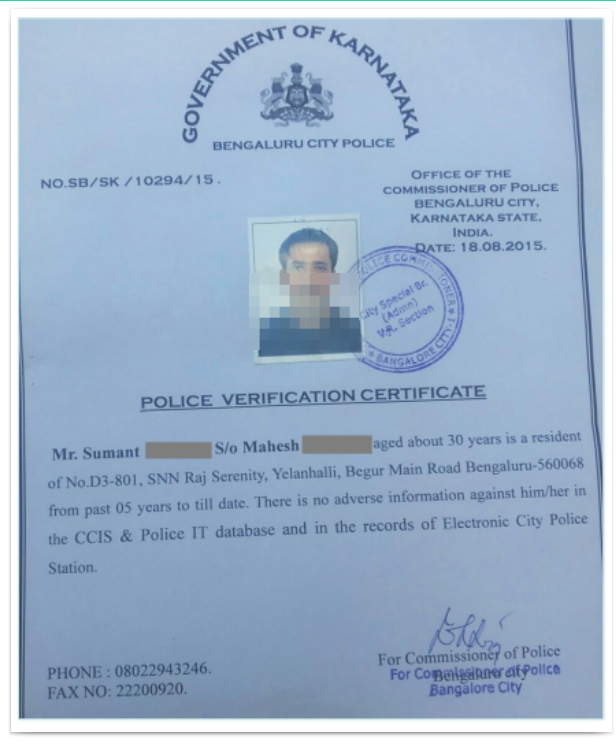 GOVERNMENT OF KARNATAKA
BENGALURU CITY POLICE
NO.SB/SK /10294/15 .
OFFICE OF THE
COMMISSIONER OF POLICE
BENGALURU CITY,
KARNATAKA STATE,
INDIA.
DATE: 18.08.2015.
POLICE COMMISSIONER
City Special Br.
(Admn)
V.R. Section
BANGALORE CITY-1
POLICE VERIFICATION CERTIFICATE
Mr. Sumant S/o Mahesh aged about 30 years is a resident
of No.D3-801, SNN Raj Serenity, Yelanhalli, Begur Main Road Bengaluru-560068
from past 05 years to till date. There is no adverse information against him/her in
the CCIS & Police IT database and in the records of Electronic City Police
Station.
For Commissioner of Police
Bengaluru city
For Commissioner of Police
Bangalore City
PHONE : 08022943246.
FAX NO: 22200920.